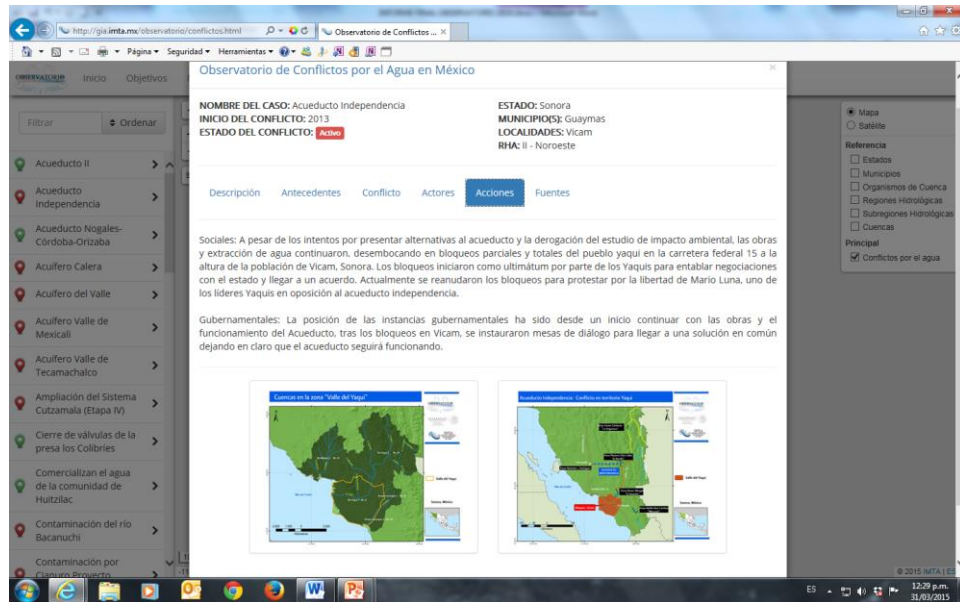 http://gia.imta.mx/observatorio/conflictos.html
Observatorio de Conflictos ...
Página
Seguridad
Herramientas
OBSERVATORIO
Inicio
Objetivos
Filtrar
Ordenar
Acueducto II
Acueducto
Independencia
Acueducto Nogales-
Córdoba-Orizaba
Acuífero Calera
Acuífero del Valle
Acuífero Valle de
Mexicali
Acuífero Valle de
Tecamachalco
Ampliación del Sistema
Cutzamala (Etapa IV)
Cierre de válvulas de la
presa los Colibríes
Comercializan el agua
de la comunidad de
Huitzilac
Contaminación del río
Bacanuchi
Contaminación por
Cianuro Proyecto
Observatorio de Conflictos por el Agua en México
×
NOMBRE DEL CASO: Acueducto Independencia
INICIO DEL CONFLICTO: 2013
ESTADO DEL CONFLICTO: Activo
ESTADO: Sonora
MUNICIPIO(S): Guaymas
LOCALIDADES: Vicam
RHA: II - Noroeste
Descripción
Antecedentes
Conflicto
Actores
Acciones
Fuentes
Sociales: A pesar de los intentos por presentar alternativas al acueducto y la derogación del estudio de impacto ambiental, las obras
y extracción de agua continuaron, desembocando en bloqueos parciales y totales del pueblo yaqui en la carretera federal 15 a la
altura de la población de Vicam, Sonora. Los bloqueos iniciaron como ultimátum por parte de los Yaquis para entablar negociaciones
con el estado y llegar a un acuerdo. Actualmente se reanudaron los bloqueos para protestar por la libertad de Mario Luna, uno de
los líderes Yaquis en oposición al acueducto independencia.
Gubernamentales: La posición de las instancias gubernamentales ha sido desde un inicio continuar con las obras y el
funcionamiento del Acueducto, tras los bloqueos en Vicam, se instauraron mesas de diálogo para llegar a una solución en común
dejando en claro que el acueducto seguirá funcionando.
Cuencas en la zona "Valle del Yaqui"
Acueducto Independencia: Conflicto en territorio Yaqui
Mapa
Satélite
Referencia
Estados
Municipios
Organismos de Cuenca
Regiones Hidrológicas
Subregiones Hidrológicas
Cuencas
Principal
Conflictos por el agua
© 2015 IMTA | ES
ES
12:29 p.m.
31/03/2015